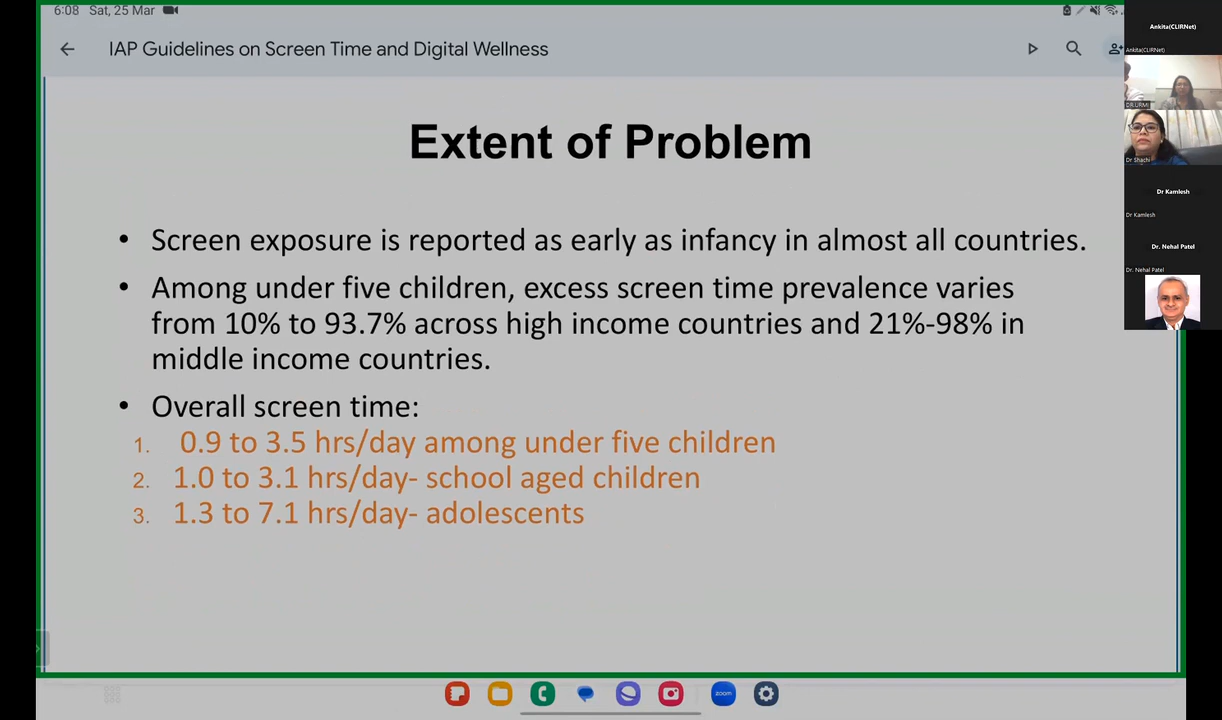 6:08 Sat, 25 Mar
IAP Guidelines on Screen Time and Digital Wellness
Extent of Problem
• Screen exposure is reported as early as infancy in almost all countries.
• Among under five children, excess screen time prevalence varies
from 10% to 93.7% across high income countries and 21%-98% in
middle income countries.
• Overall screen time:
1. 0.9 to 3.5 hrs/day among under five children
2. 1.0 to 3.1 hrs/day- school aged children
3. 1.3 to 7.1 hrs/day- adolescents
Ankita(CLIRNet)
Ankita(CLIRNet)
DR.URMI
Dr Shachi
Dr Kamlesh
Dr Kamlesh
Dr. Nehal Patel
Dr. Nehal Patel
zoom